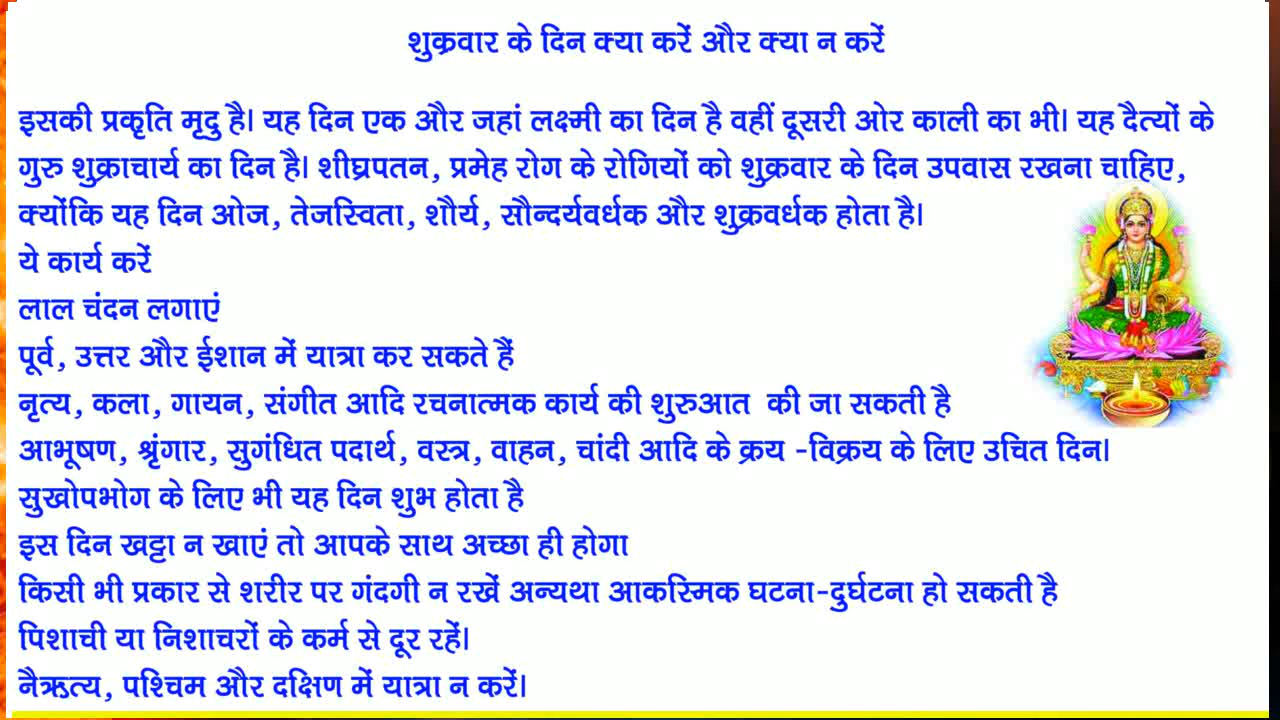 शुक्रवार के दिन क्या करें और क्या न करें
इसकी प्रकृति मृदु है। यह दिन एक और जहां लक्ष्मी का दिन है वहीं दूसरी ओर काली का भी। यह दैत्यों के
गुरु शुक्राचार्य का दिन है। शीघ्रपतन, प्रमेह रोग के रोगियों को शुक्रवार के दिन उपवास रखना चाहिए,
क्योंकि यह दिन ओज, तेजस्विता, शौर्य, सौन्दर्यवर्धक और शुक्रवर्धक होता है।
ये कार्य करें
लाल चंदन लगाएं
पूर्व, उत्तर और ईशान में यात्रा कर सकते हैं
नृत्य, कला, गायन, संगीत आदि रचनात्मक कार्य की शुरुआत की जा सकती है
आभूषण, श्रृंगार, सुगंधित पदार्थ, वस्त्र, वाहन, चांदी आदि के क्रय -विक्रय के लिए उचित दिन।
सुखोपभोग के लिए भी यह दिन शुभ होता है
इस दिन खट्टा न खाएं तो आपके साथ अच्छा ही होगा
किसी भी प्रकार से शरीर पर गंदगी न रखें अन्यथा आकस्मिक घटना-दुर्घटना हो सकती है
पिशाची या निशाचरों के कर्म से दूर रहें।
नैऋत्य, पश्चिम और दक्षिण में यात्रा न करें।